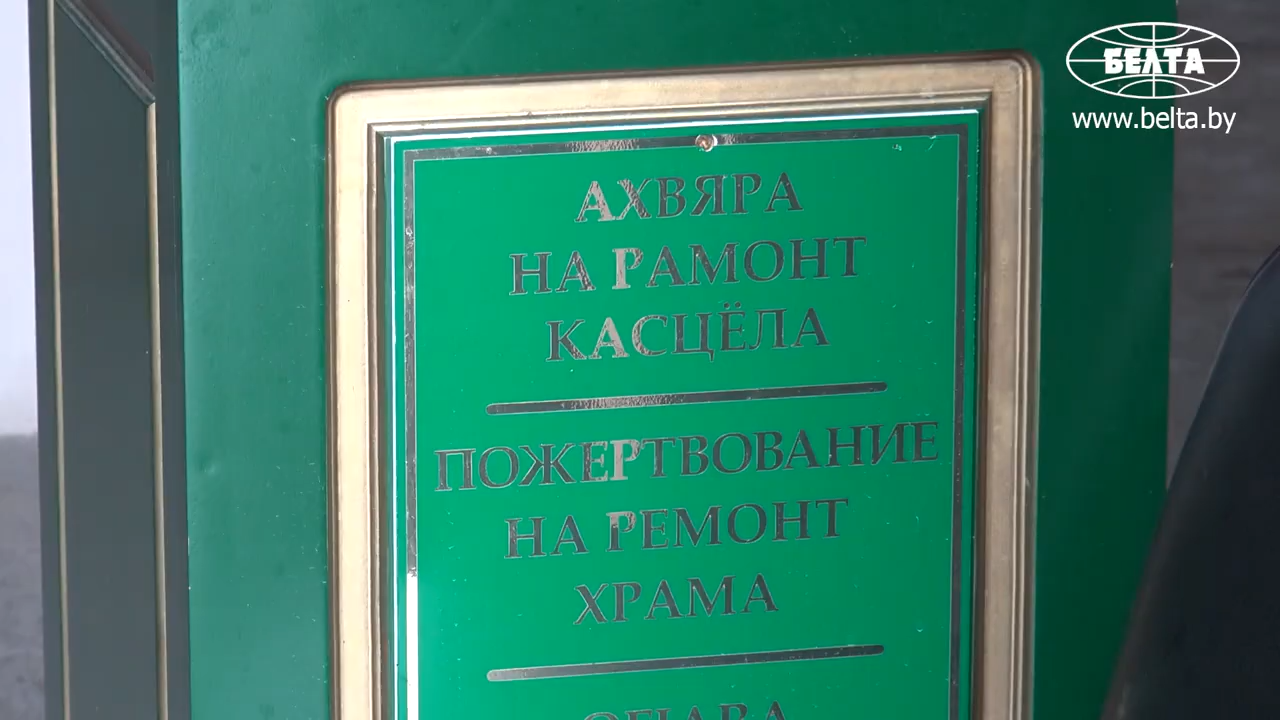 БЕЛТА
www.belta.by
АХВЯРА
НА РАМОНТ
КАСЦЁЛА
ПОЖЕРТВОВАНИЕ
НА РЕМОНТ
ХРАМА